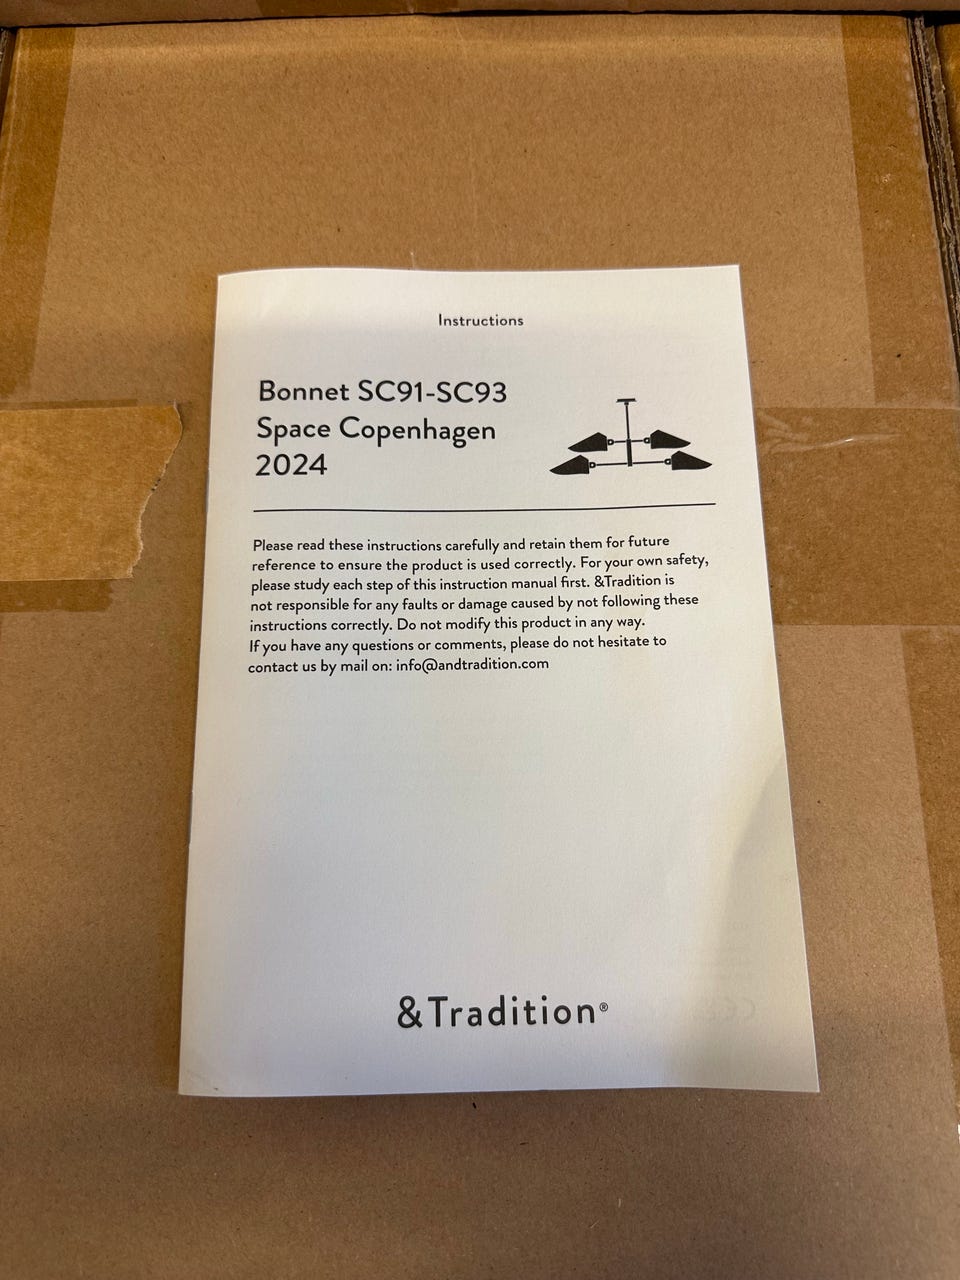 Instructions
Bonnet SC91-SC93
Space Copenhagen
2024
Please read these instructions carefully and retain them for future
reference to ensure the product is used correctly. For your own safety,
please study each step of this instruction manual first. &Tradition is
not responsible for any faults or damage caused by not following these
instructions correctly. Do not modify this product in any way.
If you have any questions or comments, please do not hesitate to
contact us by mail on: info@andtradition.com
&Tradition®